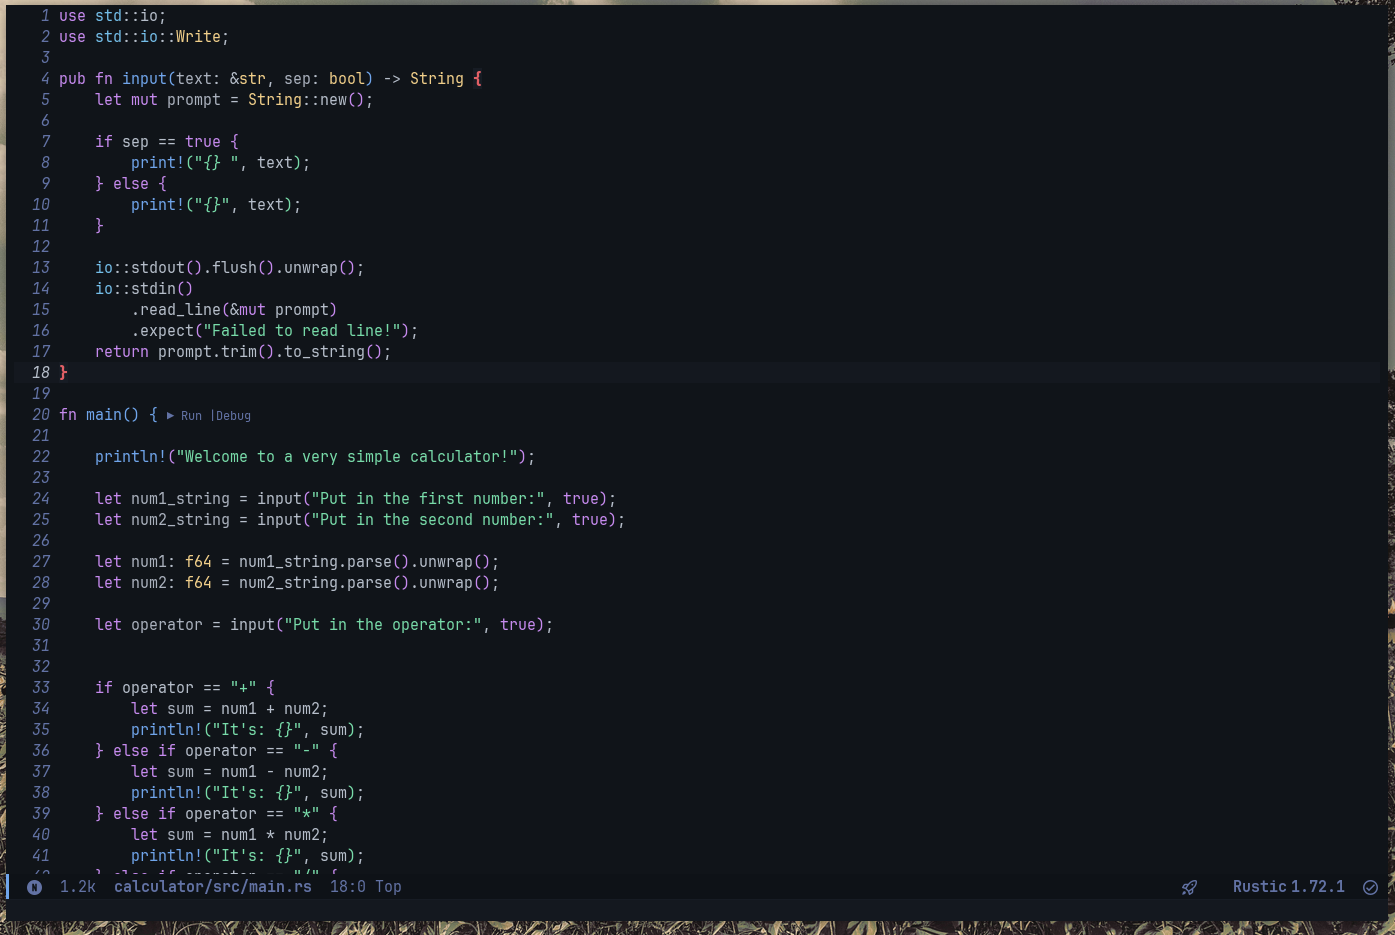 1 use std::io;
2 use std::io::Write;
3
4 pub fn input(text: &str, sep: bool) -> String {
5     let mut prompt = String::new();
6
7     if sep == true {
8         print!("{} ", text);
9     } else {
10         print!("{}", text);
11     }
12
13     io::stdout().flush().unwrap();
14     io::stdin()
15         .read_line(&mut prompt)
16         .expect("Failed to read line!");
17     return prompt.trim().to_string();
18 }
19
20 fn main() { ▶ Run |Debug
21
22     println!("Welcome to a very simple calculator!");
23
24     let num1_string = input("Put in the first number:", true);
25     let num2_string = input("Put in the second number:", true);
26
27     let num1: f64 = num1_string.parse().unwrap();
28     let num2: f64 = num2_string.parse().unwrap();
29
30     let operator = input("Put in the operator:", true);
31
32
33     if operator == "+" {
34         let sum = num1 + num2;
35         println!("It's: {}", sum);
36     } else if operator == "-" {
37         let sum = num1 - num2;
38         println!("It's: {}", sum);
39     } else if operator == "*" {
40         let sum = num1 * num2;
41         println!("It's: {}", sum);
42     } else if operator == "/" {
N 1.2k calculator/src/main.rs 18:0 Top Rustic 1.72.1